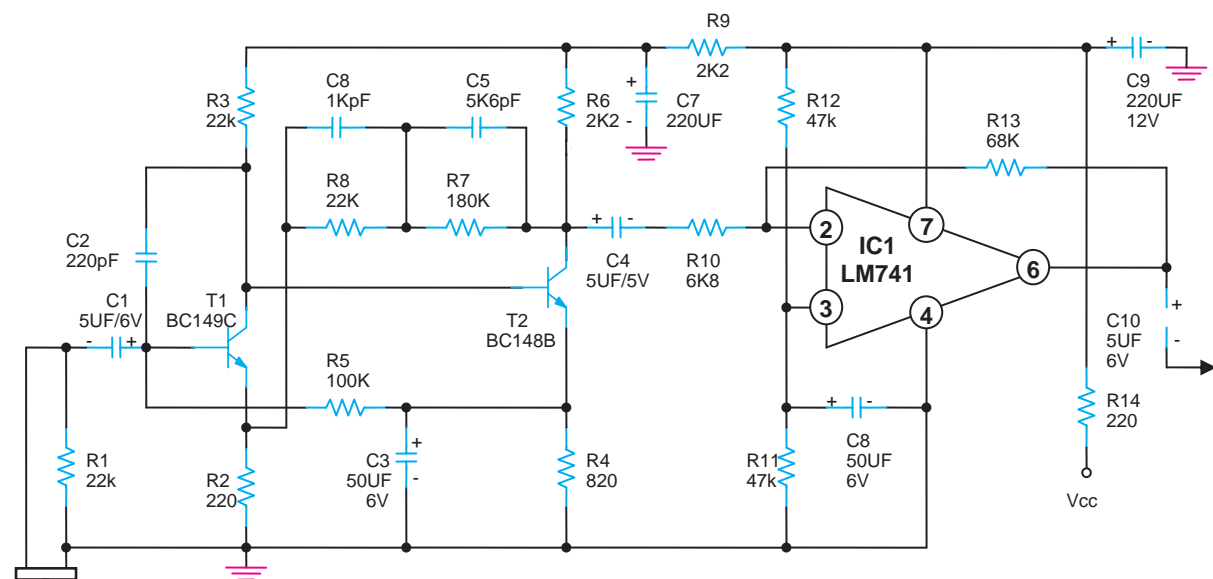 R9
2K2
C8
1KpF
C5
5K6pF
R3
22k
R6
2K2
C7
220UF
R12
47k
R13
68K
+
-
C9
220UF
12V
+
-
R8
22K
R7
180K
C2
220pF
+
-
C4
5UF/5V
R10
6K8
2
7
IC1
LM741
6
3
4
C1
5UF/6V
-
+
T1
BC149C
T2
BC148B
+
-
C10
5UF
6V
R5
100K
R1
22k
R2
220
+
-
C3
50UF
6V
R4
820
R11
47k
+
-
C8
50UF
6V
R14
220
Vcc